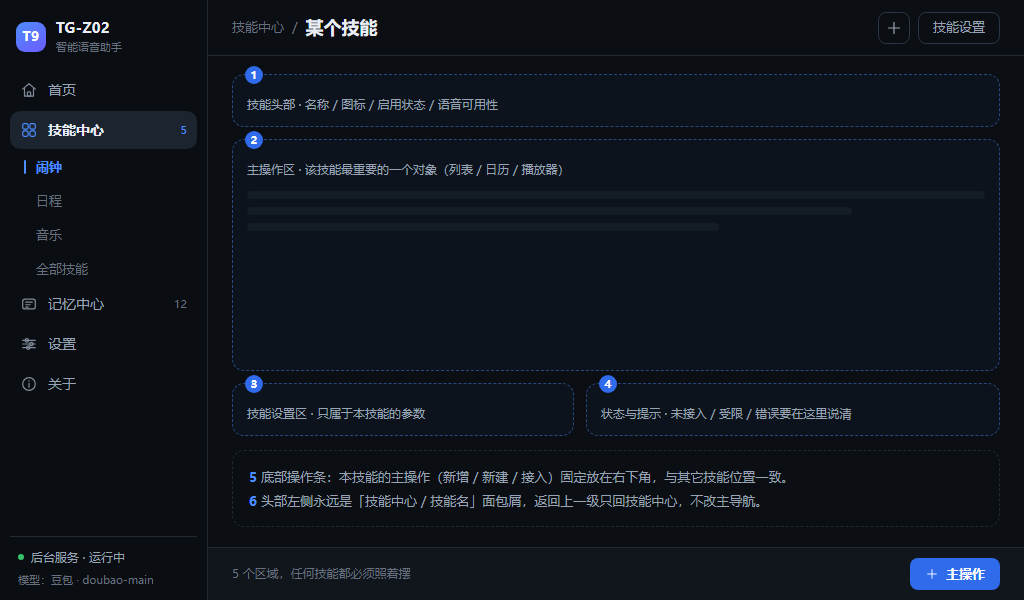 T9
TG-Z02
智能语音助手
首页
技能中心 5
闹钟
日程
音乐
全部技能
记忆中心 12
设置
关于
后台服务 · 运行中
模型：豆包 · doubao-main
技能中心 / 某个技能
技能设置
1
技能头部 · 名称 / 图标 / 启用状态 / 语音可用性
2
主操作区 · 该技能最重要的一个对象（列表 / 日历 / 播放器）
3
技能设置区 · 只属于本技能的参数
4
状态与提示 · 未接入 / 受限 / 错误要在这里说清
5 底部操作条：本技能的主操作（新增 / 新建 / 接入）固定放在右下角，与其它技能位置一致。
6 头部左侧永远是「技能中心 / 技能名」面包屑，返回上一级只回技能中心，不改主导航。
5 个区域，任何技能都必须照着摆
＋ 主操作